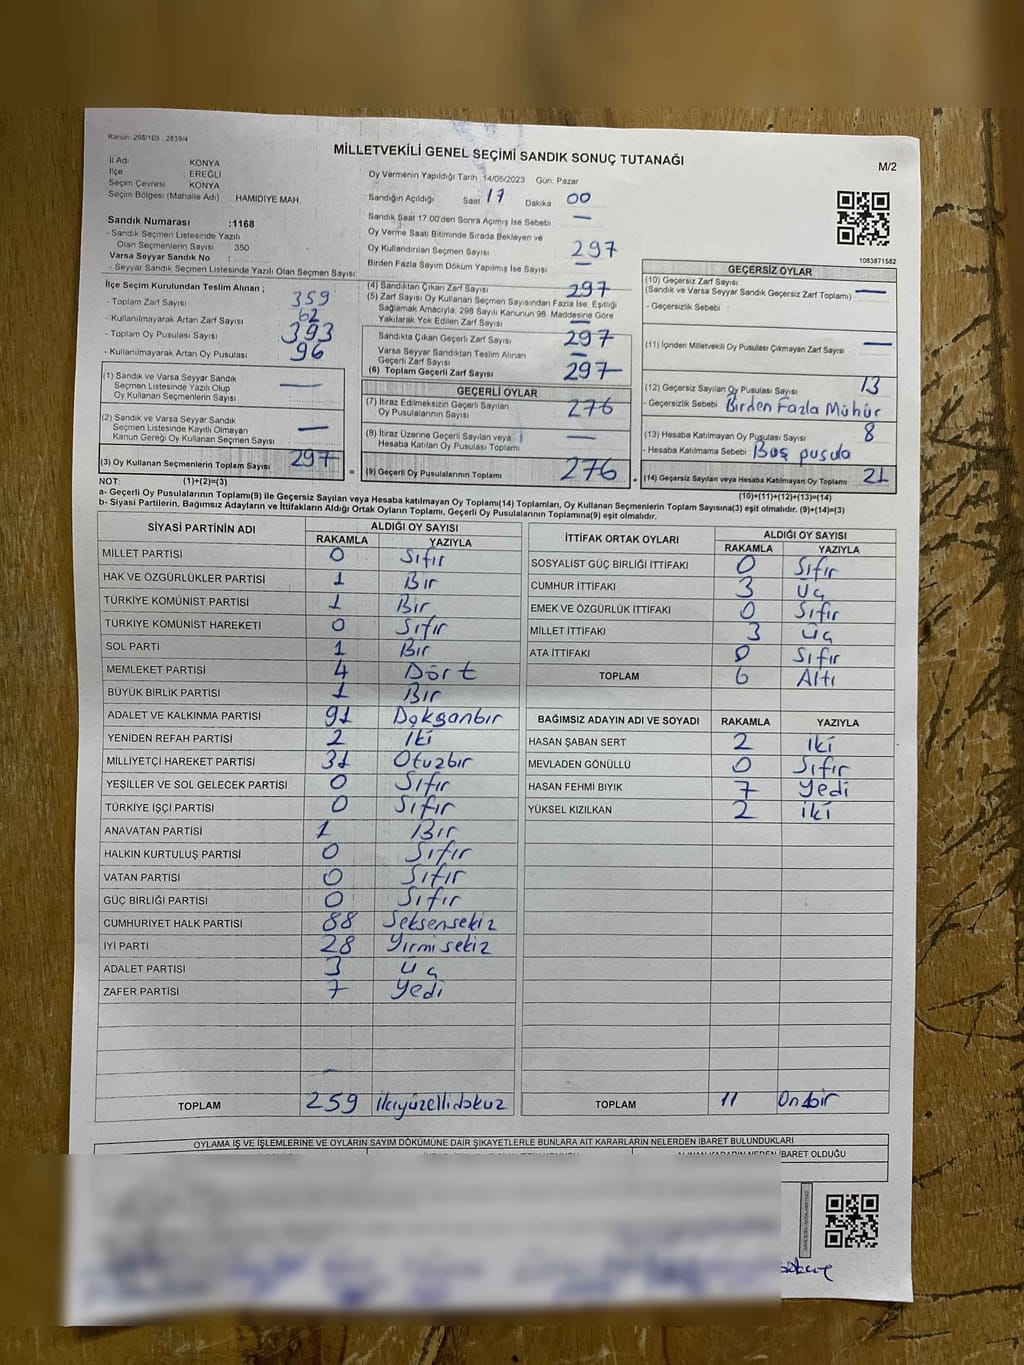 Kanun: 298/105 , 2839/4
MİLLETVEKİLİ GENEL SEÇİMİ SANDIK SONUÇ TUTANAĞI
M/2
İl Adı KONYA
İlçe EREĞLİ
Seçim Çevresi KONYA
Seçim Bölgesi (Mahalle Adı) : HAMİDİYE MAH.
Sandık Numarası :1168
- Sandık Seçmen Listesinde Yazılı
Olan Seçmenlerin Sayısı : 350
Varsa Seyyar Sandık No :
- Seyyar Sandık Seçmen Listesinde Yazılı Olan Seçmen Sayısı:
Oy Vermenin Yapıldığı Tarih :14/05/2023 Gün: Pazar
Sandığın Açıldığı Saat 17 Dakika 00
Sandık Saat 17:00'den Sonra Açımış İse Sebebi : —
Oy Verme Saati Bitiminde Sırada Bekleyen ve
Oy Kullandırılan Seçmen Sayısı 297
Birden Fazla Sayım Döküm Yapılmış İse Sayısı —
1083871582
İlçe Seçim Kurulundan Teslim Alınan ;
- Toplam Zarf Sayısı 359
- Kullanılmayarak Artan Zarf Sayısı 62
- Toplam Oy Pusulası Sayısı 393
- Kullanılmayarak Artan Oy Pusulası 96
(1) Sandık ve Varsa Seyyar Sandık
Seçmen Listesinde Yazılı Olup
Oy Kullanan Seçmenlerin Sayısı —
(2) Sandık ve Varsa Seyyar Sandık
Seçmen Listesinde Kayıtlı Olmayan
Kanun Gereği Oy Kullanan Seçmen Sayısı —
(3) Oy Kullanan Seçmenlerin Toplam Sayısı 297
(4) Sandıktan Çıkan Zarf Sayısı 297
(5) Zarf Sayısı Oy Kullanan Seçmen Sayısından Fazla İse, Eşitliği
Sağlamak Amacıyla, 298 Sayılı Kanunun 98. Maddesine Göre
Yakılarak Yok Edilen Zarf Sayısı —
Sandıkta Çıkan Geçerli Zarf Sayısı 297
Varsa Seyyar Sandıktan Teslim Alınan
Geçerli Zarf Sayısı —
(6) Toplam Geçerli Zarf Sayısı 297
GEÇERLİ OYLAR
(7) İtiraz Edilmeksizin Geçerli Sayılan
Oy Pusulalarının Sayısı 276
(8) İtiraz Üzerine Geçerli Sayılan veya
Hesaba Katılan Oy Pusulası Toplamı —
= (9) Geçerli Oy Pusulalarının Toplamı 276
GEÇERSİZ OYLAR
(10) Geçersiz Zarf Sayısı
(Sandık ve Varsa Seyyar Sandık Geçersiz Zarf Toplamı) —
- Geçersizlik Sebebi
(11) İçinden Milletvekili Oy Pusulası Çıkmayan Zarf Sayısı —
(12) Geçersiz Sayılan Oy Pusulası Sayısı 13
- Geçersizlik Sebebi Birden Fazla Mühür
(13) Hesaba Katılmayan Oy Pusulası Sayısı 8
- Hesaba Katılmama Sebebi Boş pusula
+ (14) Geçersiz Sayılan veya Hesaba Katılmayan Oy Toplamı 21
NOT: (1)+(2)=(3) (10)+(11)+(12)+(13)=(14)
a- Geçerli Oy Pusulalarının Toplamı(9) ile Geçersiz Sayılan veya Hesaba katılmayan Oy Toplamı(14) Toplamları, Oy Kullanan Seçmenlerin Toplam Sayısına(3) eşit olmalıdır. (9)+(14)=(3)
b- Siyasi Partilerin, Bağımsız Adayların ve İttifakların Aldığı Ortak Oyların Toplamı, Geçerli Oy Pusulalarının Toplamına(9) eşit olmalıdır.
SİYASİ PARTİNİN ADI ALDIĞI OY SAYISI
RAKAMLA YAZIYLA
MİLLET PARTİSİ 0 Sıfır
HAK VE ÖZGÜRLÜKLER PARTİSİ 1 Bir
TÜRKİYE KOMÜNİST PARTİSİ 1 Bir
TÜRKİYE KOMÜNİST HAREKETİ 0 Sıfır
SOL PARTİ 1 Bir
MEMLEKET PARTİSİ 4 Dört
BÜYÜK BİRLİK PARTİSİ 1 Bir
ADALET VE KALKINMA PARTİSİ 91 Doksanbir
YENİDEN REFAH PARTİSİ 2 İki
MİLLİYETÇİ HAREKET PARTİSİ 31 Otuzbir
YEŞİLLER VE SOL GELECEK PARTİSİ 0 Sıfır
TÜRKİYE İŞÇİ PARTİSİ 0 Sıfır
ANAVATAN PARTİSİ 1 Bir
HALKIN KURTULUŞ PARTİSİ 0 Sıfır
VATAN PARTİSİ 0 Sıfır
GÜÇ BİRLİĞİ PARTİSİ 0 Sıfır
CUMHURİYET HALK PARTİSİ 88 Seksensekiz
İYİ PARTİ 28 Yirmi sekiz
ADALET PARTİSİ 3 Üç
ZAFER PARTİSİ 7 Yedi
TOPLAM 259 İkiyüzellidokuz
İTTİFAK ORTAK OYLARI ALDIĞI OY SAYISI
RAKAMLA YAZIYLA
SOSYALİST GÜÇ BİRLİĞİ İTTİFAKI 0 Sıfır
CUMHUR İTTİFAKI 3 Üç
EMEK VE ÖZGÜRLÜK İTTİFAKI 0 Sıfır
MİLLET İTTİFAKI 3 Üç
ATA İTTİFAKI 0 Sıfır
TOPLAM 6 Altı
BAĞIMSIZ ADAYIN ADI VE SOYADI RAKAMLA YAZIYLA
HASAN ŞABAN SERT 2 iki
MEVLADEN GÖNÜLLÜ 0 Sıfır
HASAN FEHMİ BIYIK 7 Yedi
YÜKSEL KIZILKAN 2 iki
TOPLAM 11 Onbir
OYLAMA İŞ VE İŞLEMLERİNE VE OYLARIN SAYIM DÖKÜMÜNE DAİR ŞİKAYETLERLE BUNLARA AİT KARARLARIN NELERDEN İBARET BULUNDUKLARI
ALINAN KARARIN NEDEN İBARET OLDUĞU